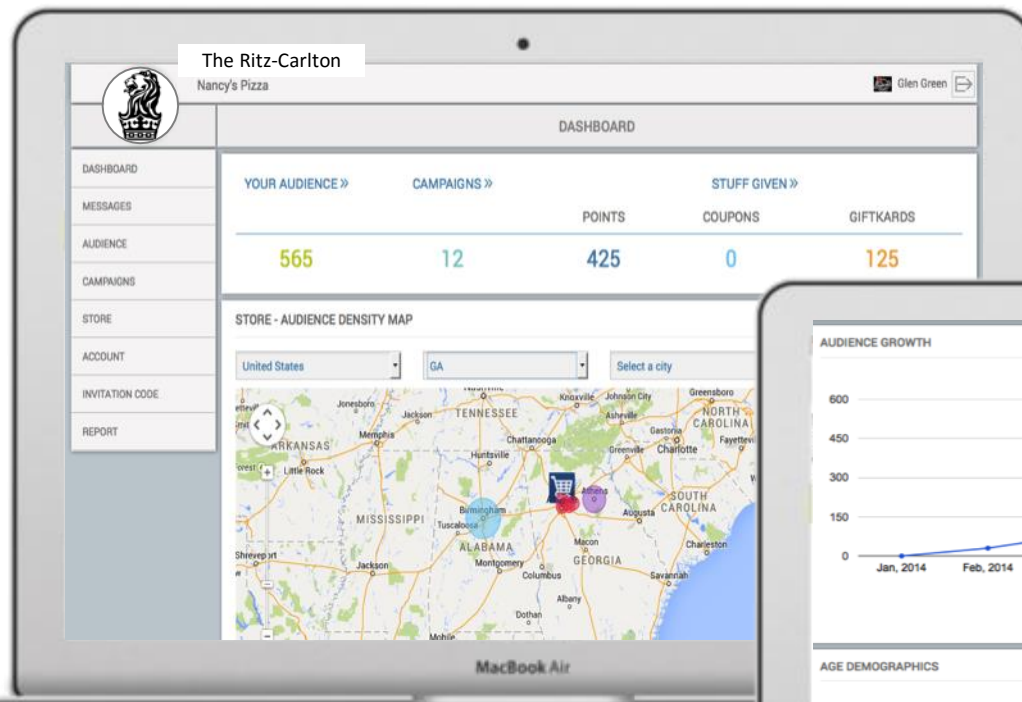 The Ritz-Carlton
Nancy's Pizza
Glen Green
DASHBOARD
DASHBOARD
MESSAGES
AUDIENCE
CAMPAIGNS
STORE
ACCOUNT
INVITATION CODE
REPORT
YOUR AUDIENCE »
CAMPAIGNS »
STUFF GIVEN »
POINTS
COUPONS
GIFTKARDS
565
12
425
0
125
STORE - AUDIENCE DENSITY MAP
United States
GA
Select a city
Knoxville
Johnson City
Greensboro
Jonesboro
Jackson
TENNESSEE
Asheville
NORTH
CAROLINA
Memphis
Gastonia
ARKANSAS
Chattanooga
Greenville
Charlotte
Huntsville
Little Rock
Athens
SOUTH
CAROLINA
Birmingham
Augusta
MISSISSIPPI
Tuscaloosa
ALABAMA
Macon
Charleston
Shreveport
Jackson
Montgomery
GEORGIA
Columbus
Savannah
Albany
Dothan
Mobile
MacBook Air
AUDIENCE GROWTH
600
450
300
150
0
Jan, 2014
Feb, 2014
AGE DEMOGRAPHICS